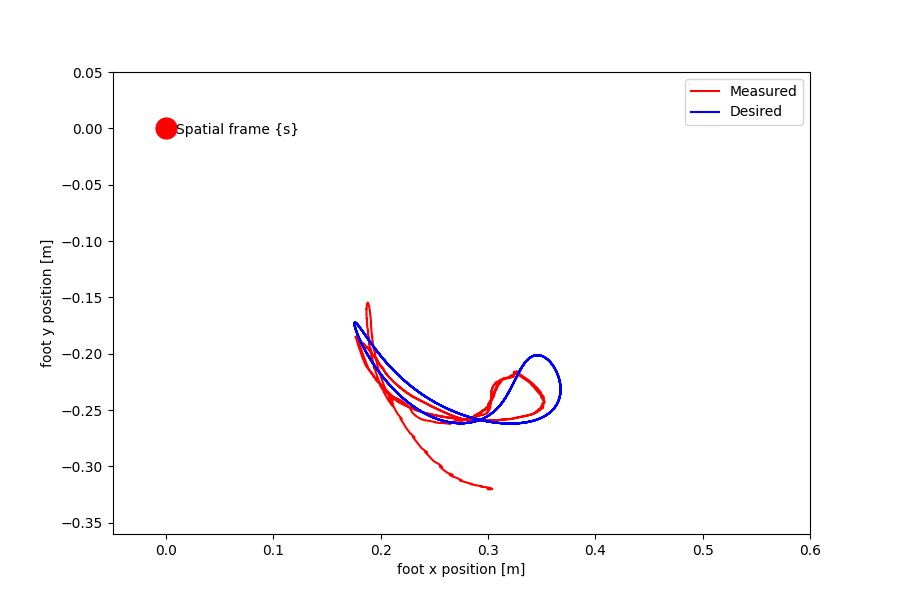 0.05
0.00
−0.05
−0.10
−0.15
−0.20
−0.25
−0.30
−0.35
foot y position [m]
Spatial frame {s}
Measured
Desired
0.0 0.1 0.2 0.3 0.4 0.5 0.6
foot x position [m]